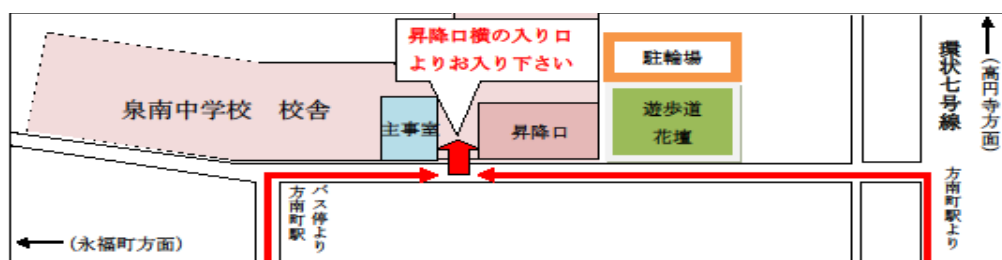 昇降口横の入り口
よりお入り下さい
駐輪場
環状七号線
(高円寺方面)
泉南中学校 校舎
主事室
昇降口
遊歩道
花壇
バス停より
方南町駅
方南町駅より
(永福町方面)